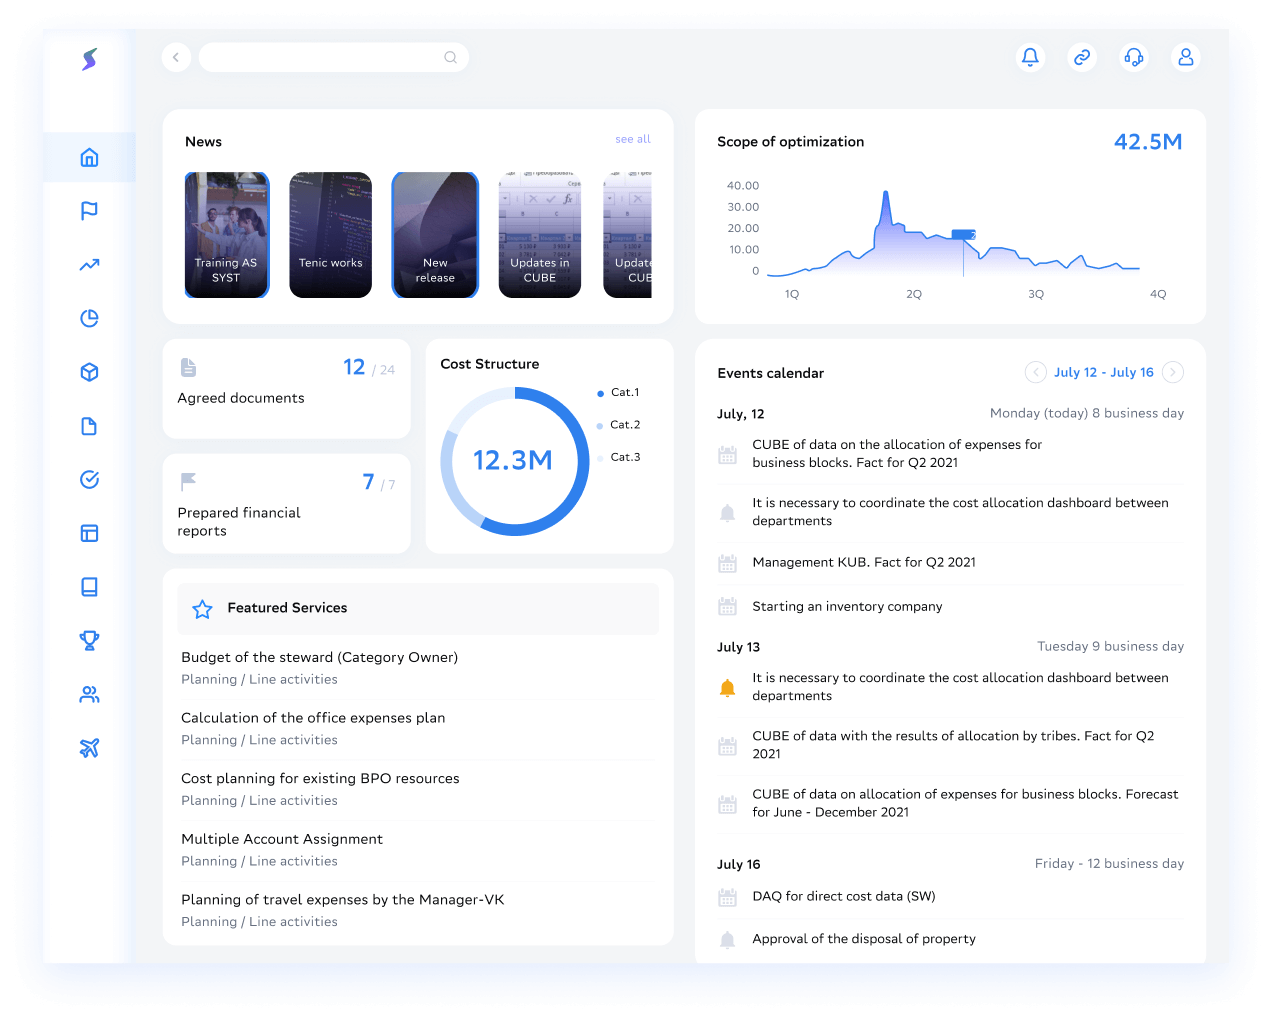 News
see all
Training AS
SYST
Tenic works
New
release
Updates in
CUBE
Update
CUB
Scope of optimization
42.5M
40.00
30.00
20.00
10.00
0
1Q
2Q
3Q
4Q
12 / 24
Agreed documents
7 / 7
Prepared financial
reports
Cost Structure
12.3M
Cat.1
Cat.2
Cat.3
Featured Services
Budget of the steward (Category Owner)
Planning / Line activities
Calculation of the office expenses plan
Planning / Line activities
Cost planning for existing BPO resources
Planning / Line activities
Multiple Account Assignment
Planning / Line activities
Planning of travel expenses by the Manager-VK
Planning / Line activities
Events calendar
July 12 - July 16
July, 12
Monday (today) 8 business day
CUBE of data on the allocation of expenses for
business blocks. Fact for Q2 2021
It is necessary to coordinate the cost allocation dashboard between
departments
Management KUB. Fact for Q2 2021
Starting an inventory company
July 13
Tuesday 9 business day
It is necessary to coordinate the cost allocation dashboard between
departments
CUBE of data with the results of allocation by tribes. Fact for Q2
2021
CUBE of data on allocation of expenses for business blocks. Forecast
for June - December 2021
July 16
Friday - 12 business day
DAQ for direct cost data (SW)
Approval of the disposal of property